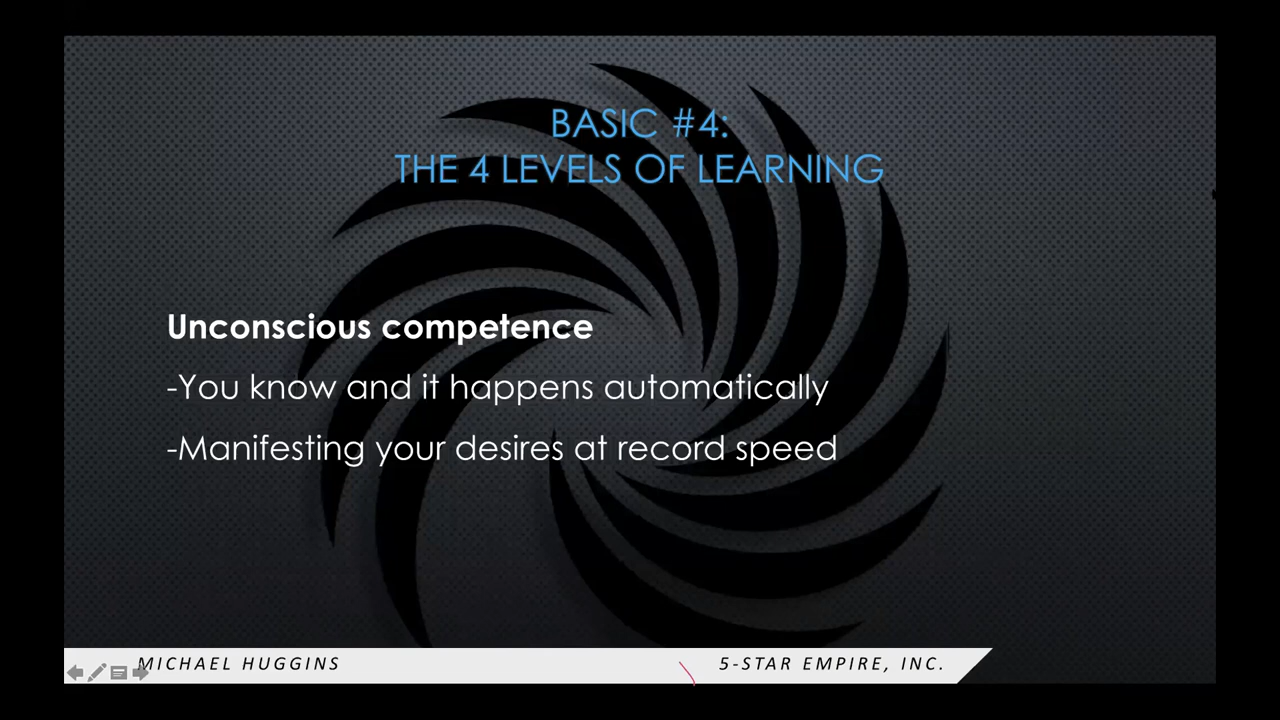 BASIC #4:
THE 4 LEVELS OF LEARNING
Unconscious competence
-You know and it happens automatically
-Manifesting your desires at record speed
MICHAEL HUGGINS
5-STAR EMPIRE, INC.